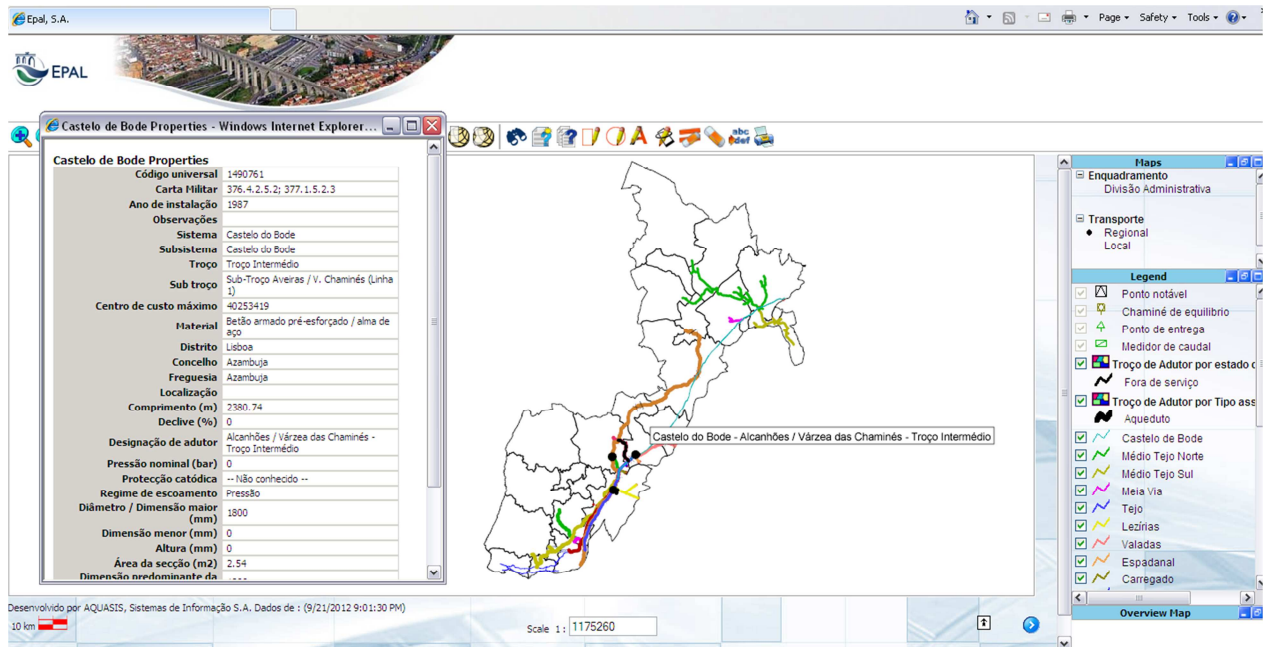 Epal, S.A.
Page Safety Tools
EPAL
Castelo de Bode Properties - Windows Internet Explorer...
Castelo de Bode Properties
Código universal 1490761
Carta Militar 376.4.2.5.2; 377.1.5.2.3
Ano de instalação 1987
Observações
Sistema Castelo do Bode
Subsistema Castelo do Bode
Troço Troço Intermédio
Sub troço Sub-Troço Aveiras / V. Chaminés (Linha
1)
Centro de custo máximo 40253419
Material Betão armado pré-esforçado / alma de
aço
Distrito Lisboa
Concelho Azambuja
Freguesia Azambuja
Localização
Comprimento (m) 2380.74
Declive (%) 0
Designação de adutor Alcanhões / Várzea das Chaminés -
Troço Intermédio
Pressão nominal (bar) 0
Protecção catódica -- Não conhecido --
Regime de escoamento Pressão
Diâmetro / Dimensão maior
(mm) 1800
Dimensão menor (mm) 0
Altura (mm) 0
Área da secção (m2) 2.54
Dimensão predominante da
abc
def
Castelo do Bode - Alcanhões / Várzea das Chaminés - Troço Intermédio
Maps
Enquadramento
Divisão Administrativa
Transporte
Regional
Local
Legend
Ponto notável
Chaminé de equilibrio
Ponto de entrega
Medidor de caudal
Troço de Adutor por estado
Fora de serviço
Troço de Adutor por Tipo ass
Aqueduto
Castelo de Bode
Médio Tejo Norte
Médio Tejo Sul
Meia Via
Tejo
Lezírias
Valadas
Espadanal
Carregado
Overview Map
Desenvolvido por AQUASIS, Sistemas de Informação S.A. Dados de : (9/21/2012 9:01:30 PM)
10 km
Scale 1: 1175260